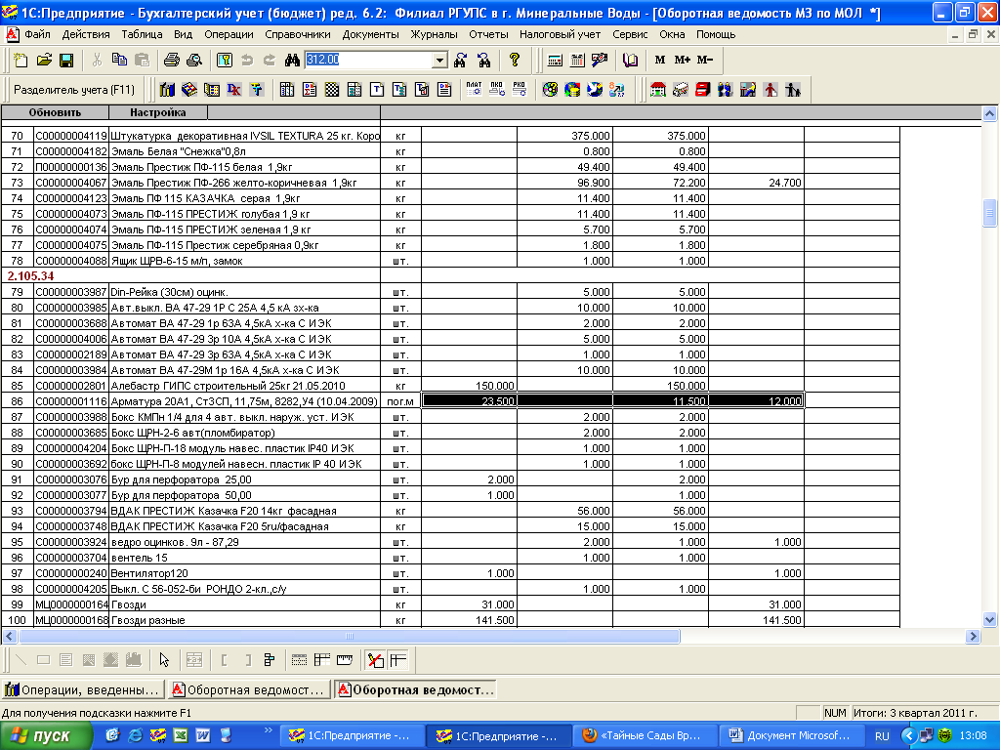 1С:Предприятие - Бухгалтерский учет (бюджет) ред. 6.2: Филиал РГУПС в г. Минеральные Воды - [Оборотная ведомость МЗ по МОЛ *]
Файл Действия Таблица Вид Операции Справочники Документы Журналы Отчеты Налоговый учет Сервис Окна Помощь
312.00 M M+ M−
Разделитель учета (F11) ПЛАТ ПКО РКО
Обновить Настройка
70 С00000004119 Штукатурка декоративная IVSIL TEXTURA 25 кг. Коро кг 375.000 375.000
71 С00000004182 Эмаль Белая "Снежка"0,8л кг 0.800 0.800
72 П00000000136 Эмаль Престиж ПФ-115 белая 1,9кг кг 49.400 49.400
73 С00000004067 Эмаль Престиж ПФ-266 желто-коричневая 1,9кг кг 96.900 72.200 24.700
74 С00000004123 Эмаль ПФ 115 КАЗАЧКА серая 1,9кг кг 11.400 11.400
75 С00000004073 Эмаль ПФ-115 ПРЕСТИЖ голубая 1,9 кг кг 11.400 11.400
76 С00000004074 Эмаль ПФ-115 ПРЕСТИЖ зеленая 1,9 кг кг 5.700 5.700
77 С00000004075 Эмаль ПФ-115 Престиж серебряная 0,9кг кг 1.800 1.800
78 С00000004088 Ящик ЩРВ-6-15 м/п, замок шт. 1.000 1.000
2.105.34
79 С00000003987 Din-Рейка (30см) оцинк. шт. 5.000 5.000
80 С00000003985 Авт.выкл. ВА 47-29 1Р С 25А 4,5 кА зх-ка шт. 10.000 10.000
81 С00000003688 Автомат ВА 47-29 1р 63А 4,5кА х-ка С ИЭК шт. 2.000 2.000
82 С00000004006 Автомат ВА 47-29 3р 10А 4,5кА х-ка С ИЭК шт. 5.000 5.000
83 С00000002189 Автомат ВА 47-29 3р 63А 4,5кА х-ка С ИЭК шт. 1.000 1.000
84 С00000003984 Автомат ВА 47-29М 1р 16А 4,5кА х-ка С ИЭК шт. 10.000 10.000
85 С00000002801 Алебастр ГИПС строительный 25кг 21.05.2010 кг 150.000 150.000
86 С00000001116 Арматура 20А1, Ст3СП, 11,75м, 8282,У4 (10.04.2009) пог.м 23.500 11.500 12.000
87 С00000003988 Бокс КМПн 1/4 для 4 авт. выкл. наруж. уст. ИЭК шт. 2.000 2.000
88 С00000003685 Бокс ЩРН-2-6 авт(пломбиратор) шт. 2.000 2.000
89 С00000004204 Бокс ЩРН-П-18 модуль навес. пластик IP40 ИЭК шт. 1.000 1.000
90 С00000003692 бокс ЩРН-П-8 модулей навесн. пластик IP 40 ИЭК шт. 1.000 1.000
91 С00000003076 Бур для перфоратора 25,00 шт. 2.000 2.000
92 С00000003077 Бур для перфоратора 50,00 шт. 1.000 1.000
93 С00000003794 ВДАК ПРЕСТИЖ Казачка F20 14кг фасадная кг 56.000 56.000
94 С00000003748 ВДАК ПРЕСТИЖ Казачка F20 5ru/фасадная кг 15.000 15.000
95 С00000003924 ведро оцинков. 9л - 87,29 шт. 2.000 1.000 1.000
96 С00000003704 вентель 15 шт. 1.000 1.000
97 С00000000240 Вентилятор120 шт. 1.000 1.000
98 С00000004205 Выкл. С 56-052-би РОНДО 2-кл.,с/у шт. 1.000 1.000
99 МЦ0000000164 Гвозди кг 31.000 31.000
100 МЦ0000000168 Гвозди разные кг 141.500 141.500
Операции, введенны... Оборотная ведомост... Оборотная ведомост...
Для получения подсказки нажмите F1 NUM Итоги: 3 квартал 2011 г.
пуск 1С:Предприятие -... 1С:Предприятие -... «Тайные Сады Вр... Документ Microsof... RU 13:08